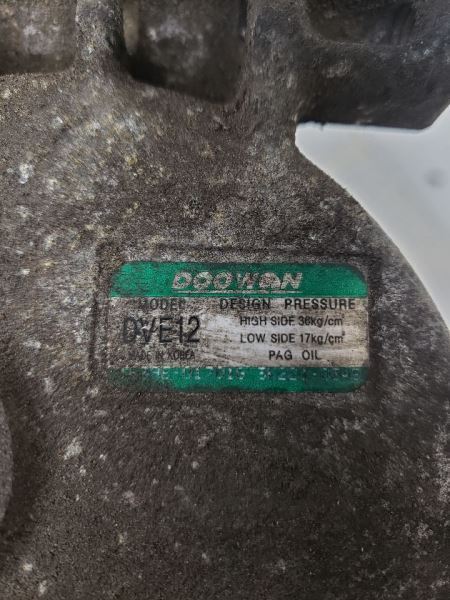 DOOWON
MODEL DESIGN PRESSURE
DVE12 HIGH SIDE 36kg/cm²
LOW SIDE 17kg/cm²
MADE IN KOREA PAG OIL